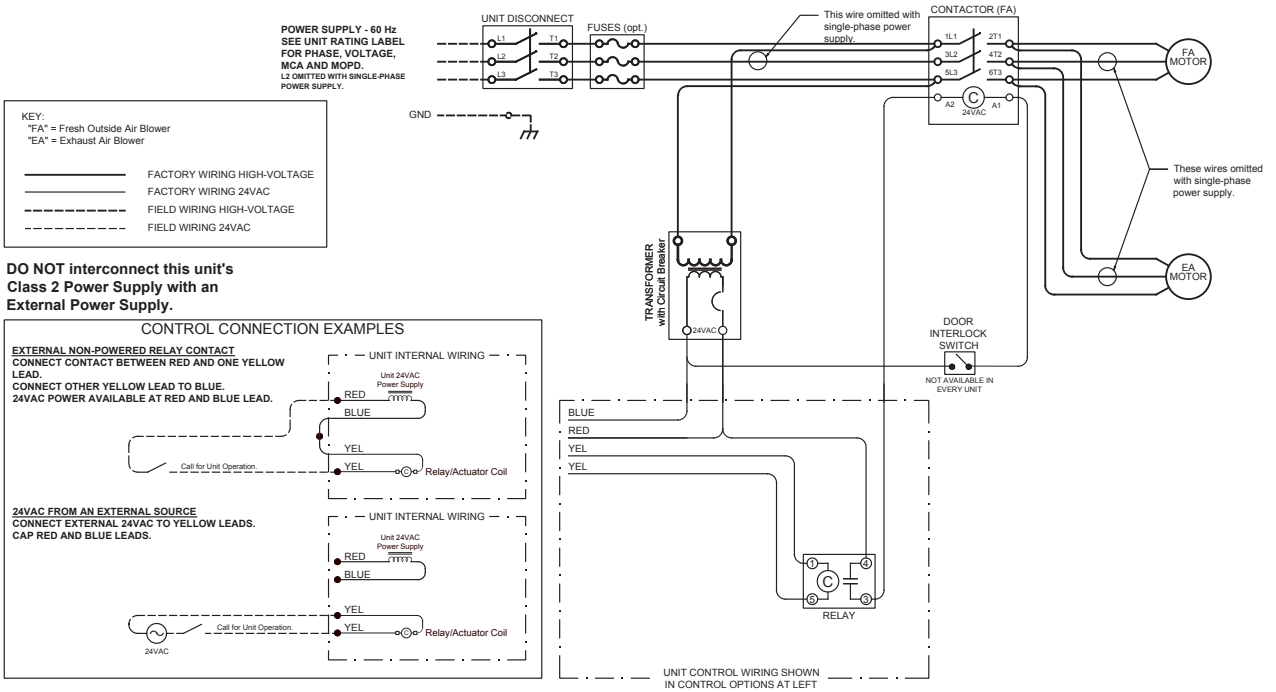 POWER SUPPLY - 60 Hz
SEE UNIT RATING LABEL
FOR PHASE, VOLTAGE,
MCA AND MOPD.
L2 OMITTED WITH SINGLE-PHASE
POWER SUPPLY.
UNIT DISCONNECT
L1
T1
L2
T2
L3
T3
FUSES (opt.)
This wire omitted with
single-phase power
supply.
CONTACTOR (FA)
1L1
2T1
3L2
4T2
5L3
6T3
A2
C
A1
24VAC
FA
MOTOR
GND
These wires omitted
with single-phase
power supply.
EA
MOTOR
KEY:
"FA" = Fresh Outside Air Blower
"EA" = Exhaust Air Blower
FACTORY WIRING HIGH-VOLTAGE
FACTORY WIRING 24VAC
FIELD WIRING HIGH-VOLTAGE
FIELD WIRING 24VAC
DO NOT interconnect this unit's
Class 2 Power Supply with an
External Power Supply.
TRANSFORMER
with Circuit Breaker
24VAC
DOOR
INTERLOCK
SWITCH
NOT AVAILABLE IN
EVERY UNIT
CONTROL CONNECTION EXAMPLES
EXTERNAL NON-POWERED RELAY CONTACT
CONNECT CONTACT BETWEEN RED AND ONE YELLOW
LEAD.
CONNECT OTHER YELLOW LEAD TO BLUE.
24VAC POWER AVAILABLE AT RED AND BLUE LEAD.
UNIT INTERNAL WIRING
Unit 24VAC
Power Supply
RED
BLUE
YEL
YEL
Call for Unit Operation.
C
Relay/Actuator Coil
24VAC FROM AN EXTERNAL SOURCE
CONNECT EXTERNAL 24VAC TO YELLOW LEADS.
CAP RED AND BLUE LEADS.
UNIT INTERNAL WIRING
Unit 24VAC
Power Supply
RED
BLUE
YEL
YEL
Call for Unit Operation.
C
Relay/Actuator Coil
24VAC
BLUE
RED
YEL
YEL
1
4
C
5
3
RELAY
UNIT CONTROL WIRING SHOWN
IN CONTROL OPTIONS AT LEFT